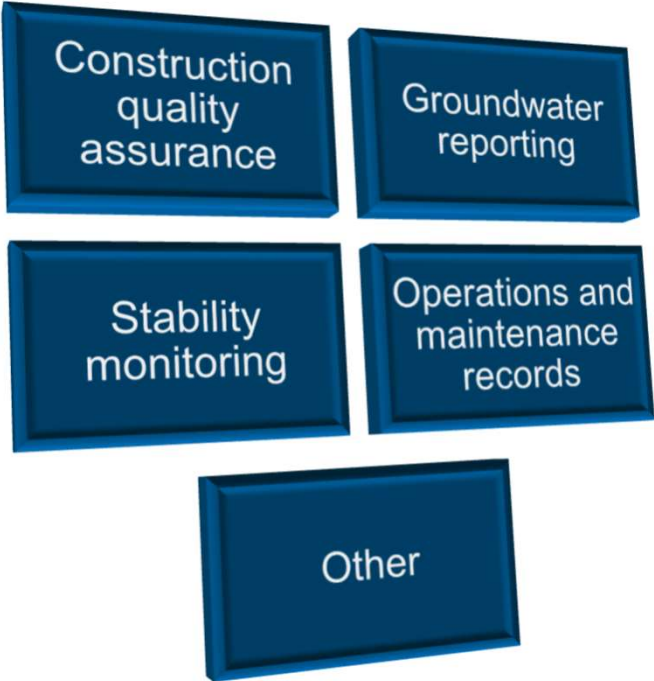 Construction
quality
assurance
Groundwater
reporting
Stability
monitoring
Operations and
maintenance
records
Other